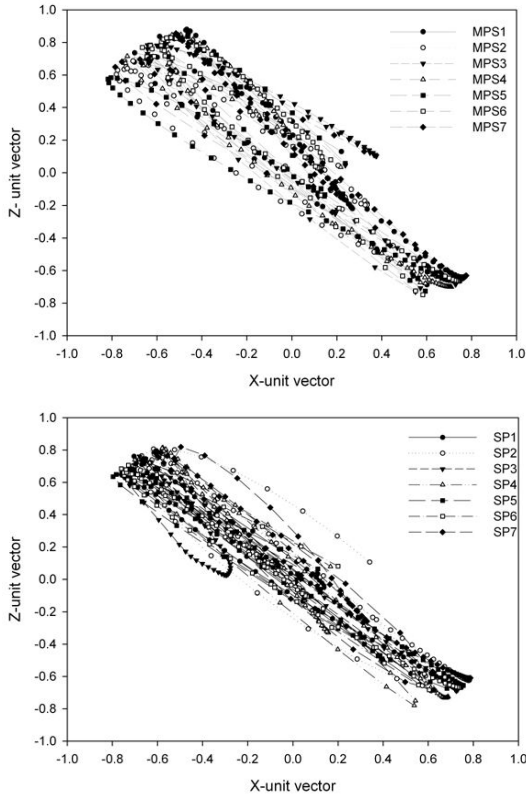 1.0
0.8
0.6
0.4
0.2
0.0
-0.2
-0.4
-0.6
-0.8
1.0
Z- unit vector
MPS1
MPS2
MPS3
MPS4
MPS5
MPS6
MPS7
-1.0 -0.8 -0.6 -0.4 -0.2 0.0 0.2 0.4 0.6 0.8 1.0
X-unit vector
1.0
0.8
0.6
0.4
0.2
0.0
-0.2
-0.4
-0.6
-0.8
1.0
Z-unit vector
SP1
SP2
SP3
SP4
SP5
SP6
SP7
-1.0 -0.8 -0.6 -0.4 -0.2 0.0 0.2 0.4 0.6 0.8 1.0
X-unit vector